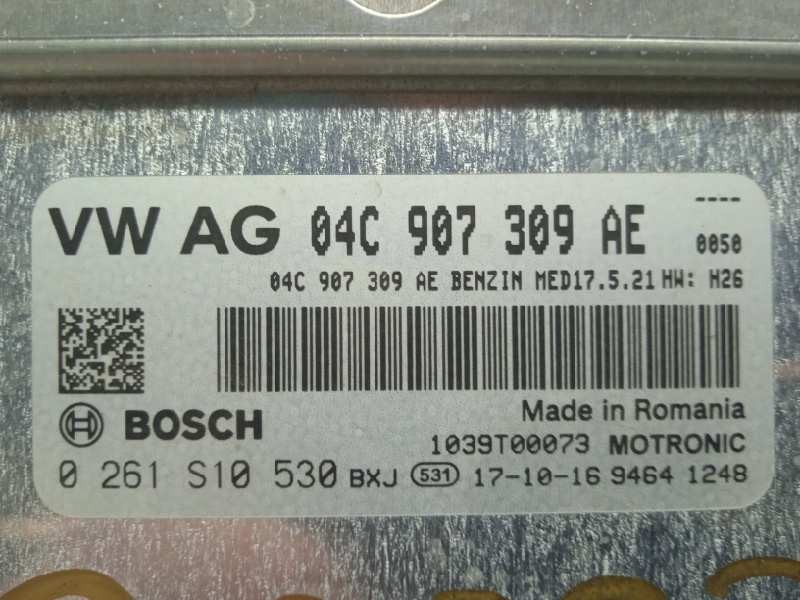 VW AG 04C 907 309 AE ----
0050
04C 907 309 AE BENZIN MED17.5.21 HW: H26
BOSCH
Made in Romania
1039T00073 MOTRONIC
0 261 S10 530 BXJ 531 17-10-16 9464 1248